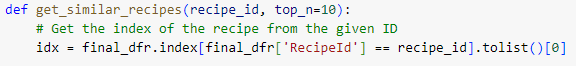 def get_similar_recipes(recipe_id, top_n=10):
    # Get the index of the recipe from the given ID
    idx = final_dfr.index[final_dfr['RecipeId'] == recipe_id].tolist()[0]